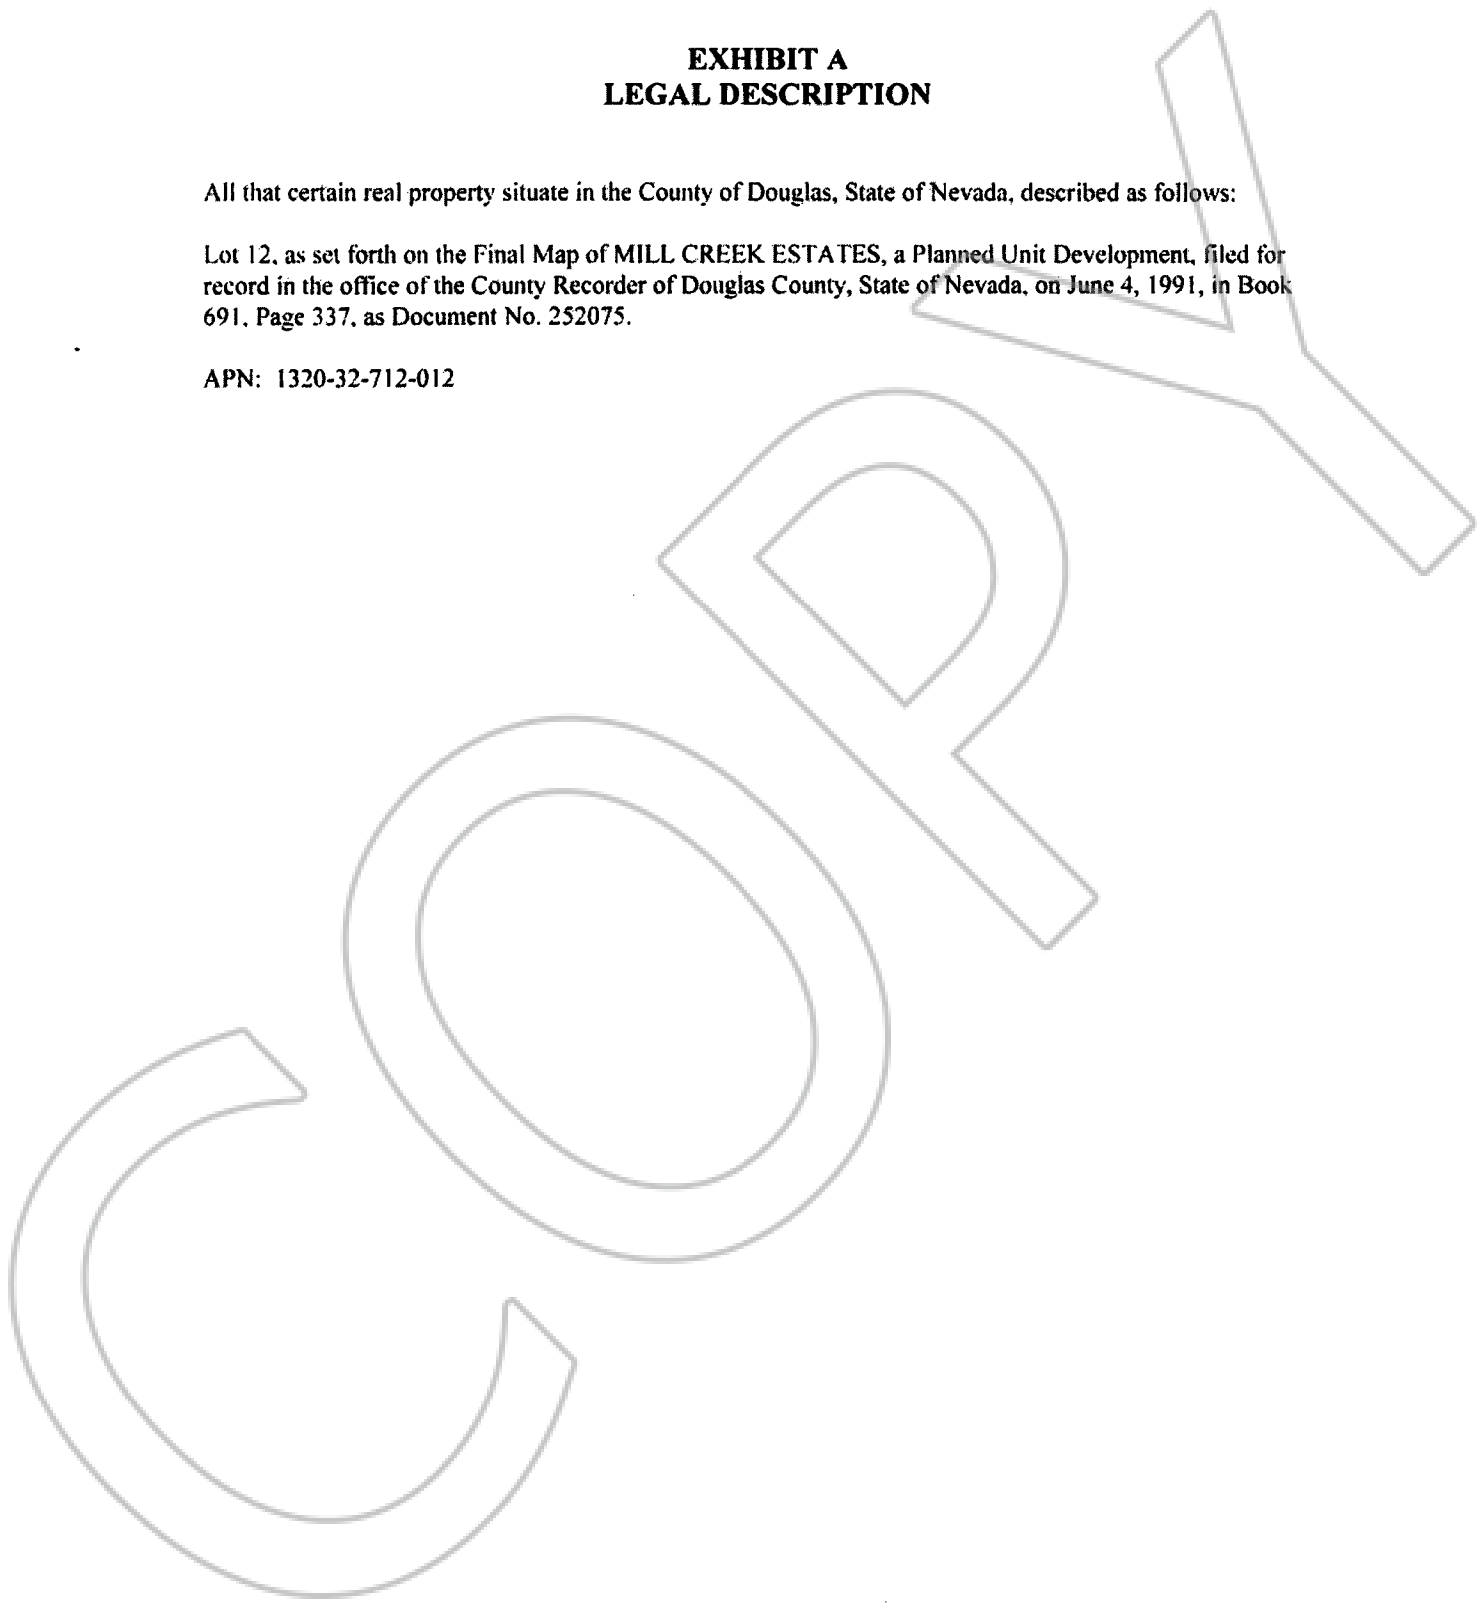 EXHIBIT A
LEGAL DESCRIPTION
All that certain real property situate in the County of Douglas, State of Nevada, described as follows:
Lot 12, as set forth on the Final Map of MILL CREEK ESTATES, a Planned Unit Development, filed for
record in the office of the County Recorder of Douglas County, State of Nevada, on June 4, 1991, in Book
691, Page 337, as Document No. 252075.
APN: 1320-32-712-012
COPY